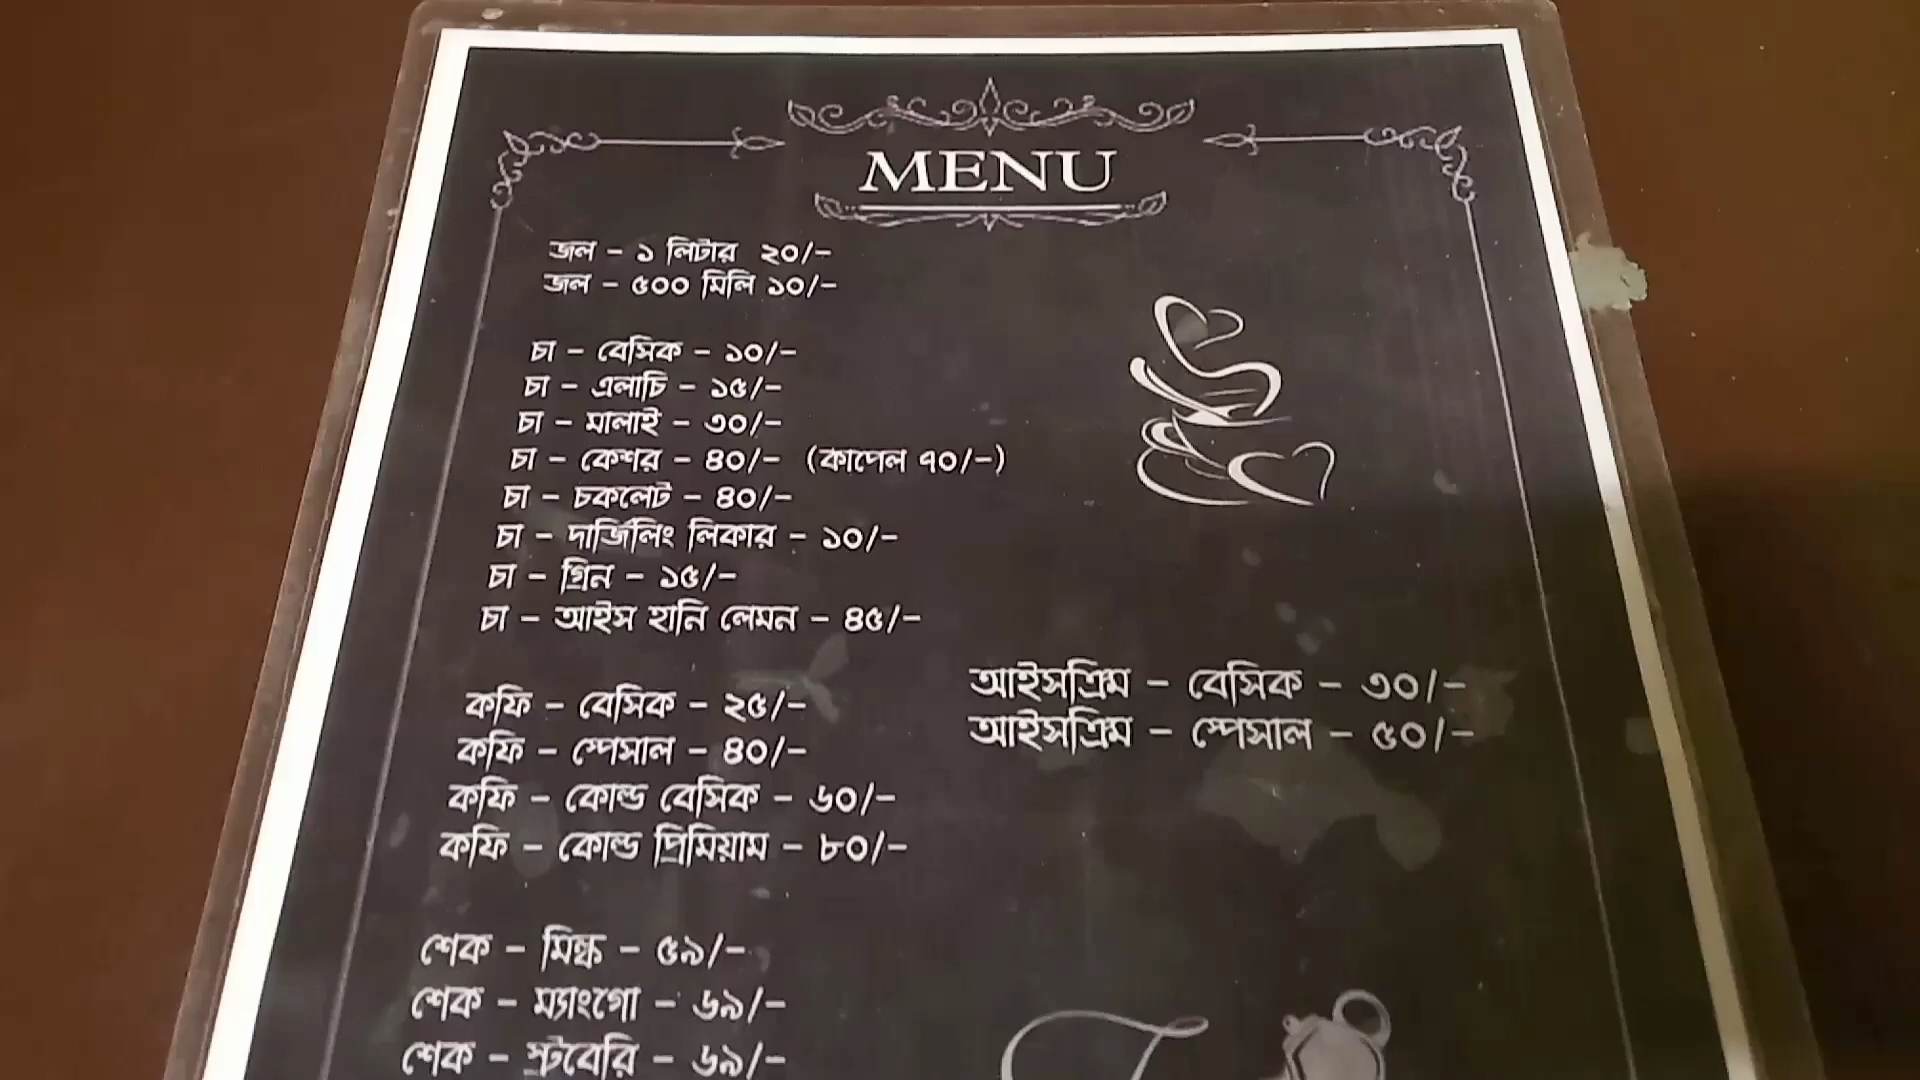 MENU
জল - ১ লিটার ২০/-
জল - ৫০০ মিলি ১০/-
চা - বেসিক - ১০/-
চা - এলাচি - ১৫/-
চা - মালাই - ৩০/-
চা - কেশর - ৪০/- (কাপেল ৭০/-)
চা - চকলেট - ৪০/-
চা - দার্জিলিং লিকার - ১০/-
চা - গ্রিন - ১৫/-
চা - আইস হানি লেমন - ৪৫/-
কফি - বেসিক - ২৫/-
কফি - স্পেসাল - ৪০/-
কফি - কোল্ড বেসিক - ৬০/-
কফি - কোল্ড প্রিমিয়াম - ৮০/-
আইসক্রিম - বেসিক - ৩০/-
আইসক্রিম - স্পেসাল - ৫০/-
শেক - মিল্ক - ৫৯/-
শেক - ম্যাংগো - ৬৯/-
শেক - স্ট্রবেরি - ৬৯/-